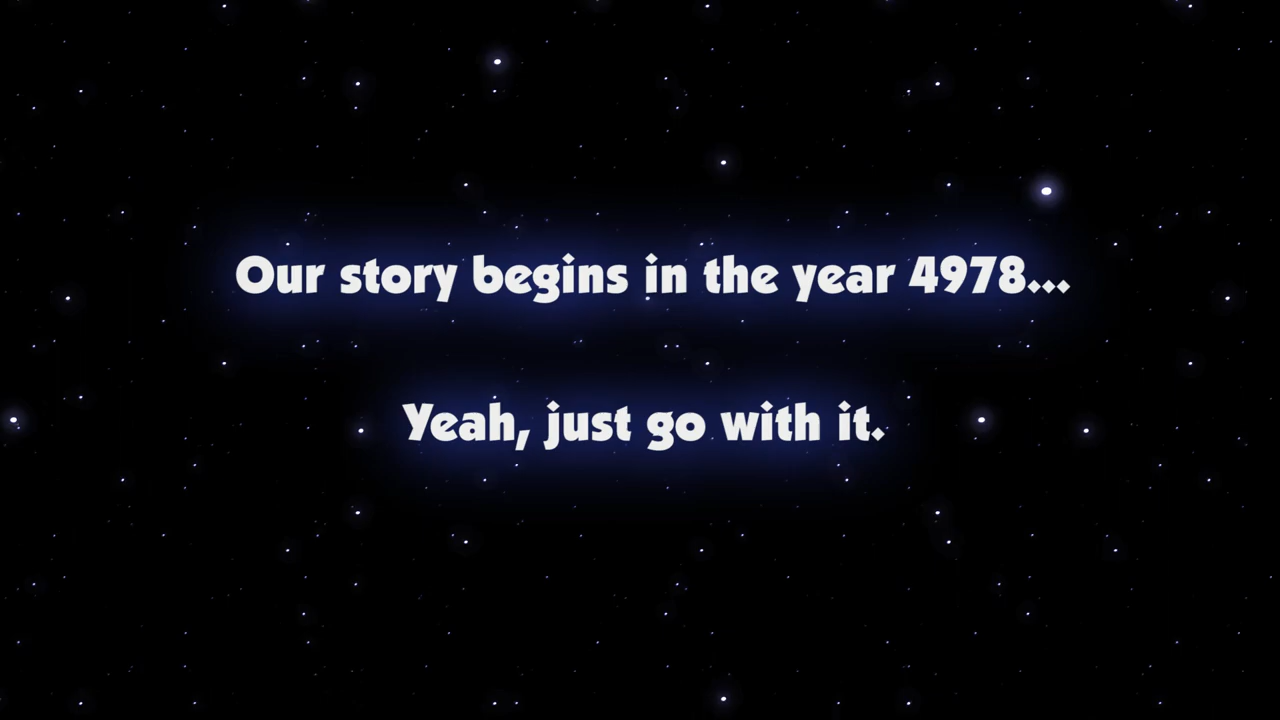 Our story begins in the year 4978...
Yeah, just go with it.